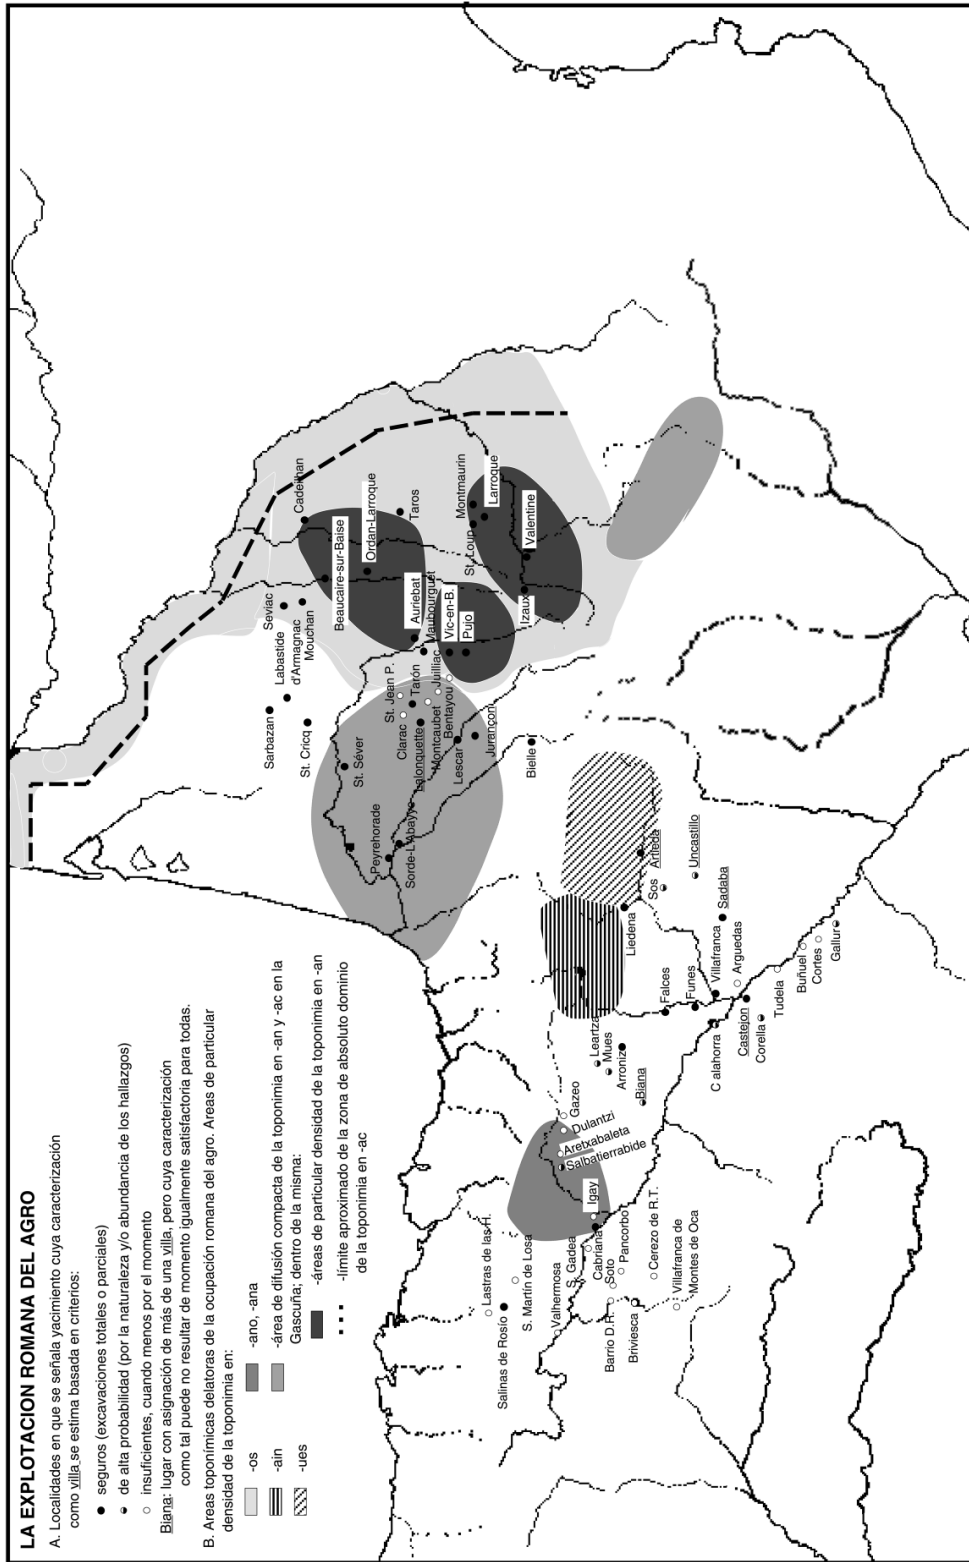 LA EXPLOTACION ROMANA DEL AGRO
A. Localidades en que se señala yacimiento cuya caracterización
como villa se estima basada en criterios:
seguros (excavaciones totales o parciales)
de alta probabilidad (por la naturaleza y/o abundancia de los hallazgos)
insuficientes, cuando menos por el momento
Biana: lugar con asignación de más de una villa, pero cuya caracterización
como tal puede no resultar de momento igualmente satisfactoria para todas.
B. Areas toponímicas delatoras de la ocupación romana del agro. Areas de particular
densidad de la toponimia en:
-os
-ain
-ues
-ano, -ana
-área de difusión compacta de la toponimia en -an y -ac en la
Gascuña; dentro de la misma:
-áreas de particular densidad de la toponimia en -an
-límite aproximado de la zona de absoluto dominio
de la toponimia en -ac
Sarbazan
Labastide
d'Armagnac
Seviac
Mouchan
St. Cricq
Cadeilhan
Beaucaire-sur-Baise
Ordan-Larroque
Taros
St. Séver
Peyrehorade
Sorde-L'Abayye
St. Jean P.
Clarac
Tarón
Lalonquette
Juilliac
Montcaubet
Bentayou
Auriebat
Maubourguet
Vic-en-B.
Pujo
Lescar
Jurançon
Bielle
St. Loup
Montmaurin
Larroque
Izaux
Valentine
Lastras de las H.
Salinas de Rosío
S. Martín de Losa
Valhermosa
S. Gadea
Cabriana
Igay
Soto
Barrio D.R.
Pancorbo
Briviesca
Cerezo de R.T.
Villafranca de
Montes de Oca
Gazeo
Dulantzi
Aretxabaleta
Salbatierrabide
Leartza
Mues
Arroniz
Biana
Liedena
Sos
Artieda
Uncastillo
Sadaba
Falces
Funes
Villafranca
Calahorra
Arguedas
Castejon
Corella
Tudela
Buñuel
Cortes
Gallur